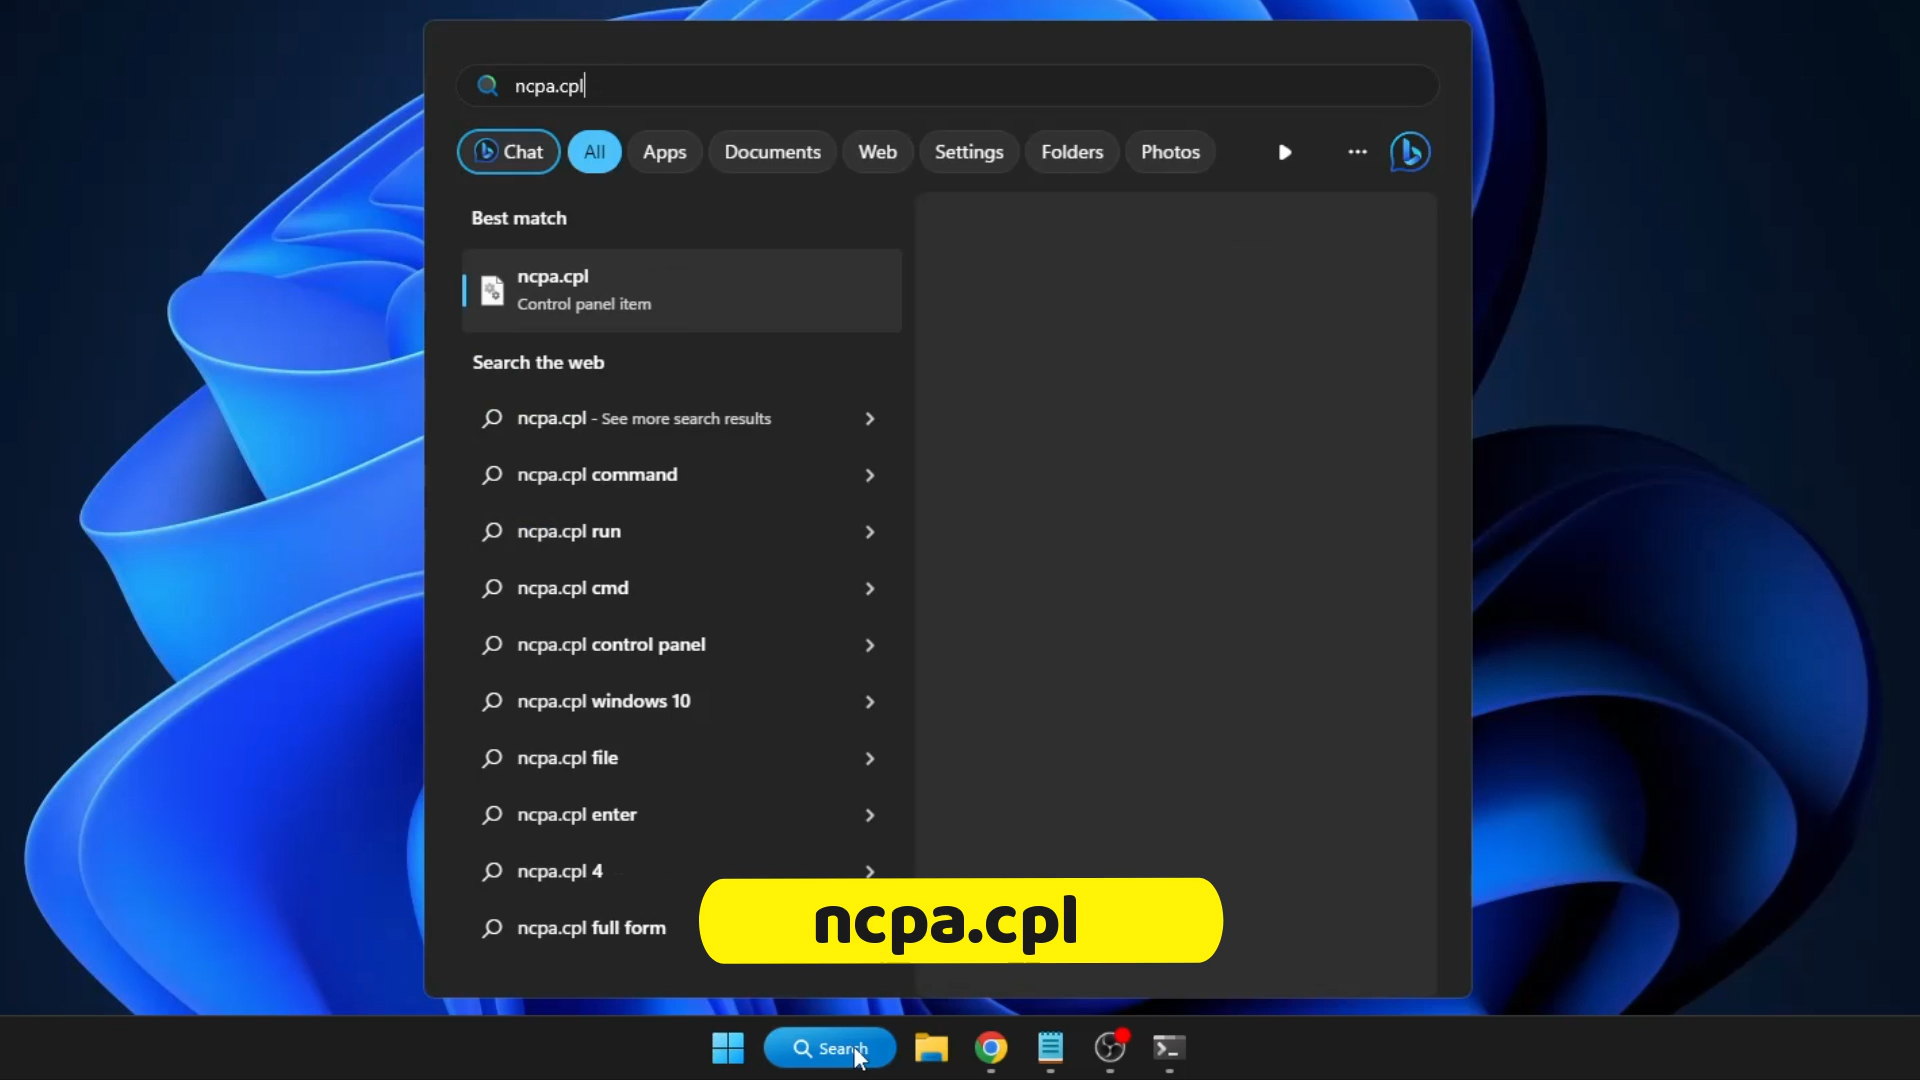 ncpa.cpl
Chat All Apps Documents Web Settings Folders Photos
Best match
ncpa.cpl
Control panel item
Search the web
ncpa.cpl - See more search results
ncpa.cpl command
ncpa.cpl run
ncpa.cpl cmd
ncpa.cpl control panel
ncpa.cpl windows 10
ncpa.cpl file
ncpa.cpl enter
ncpa.cpl 4
ncpa.cpl full form
ncpa.cpl
Search